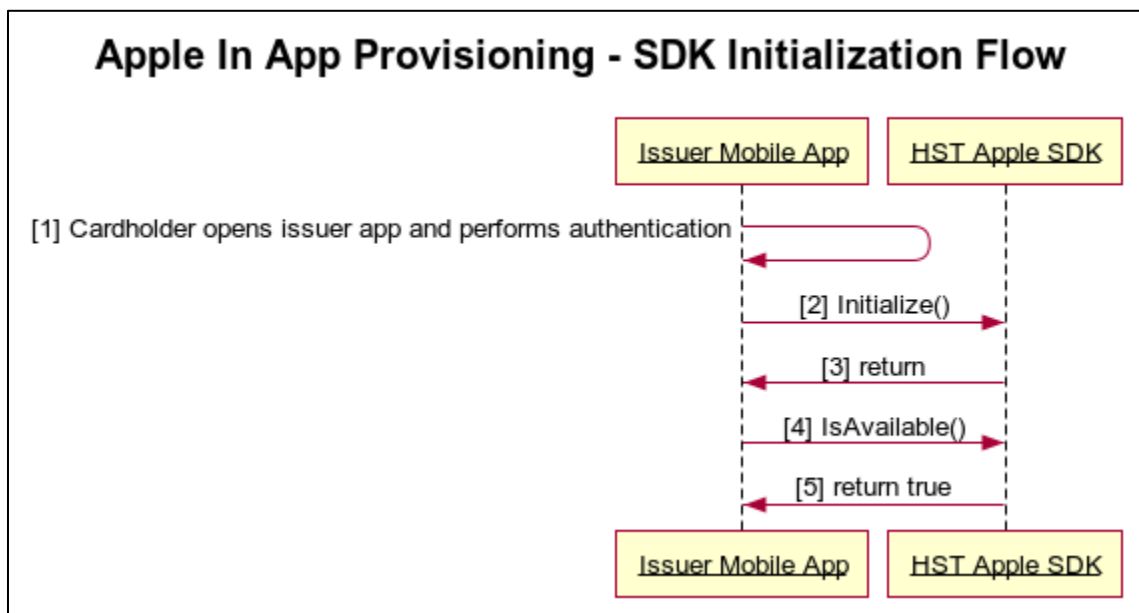 Apple In App Provisioning - SDK Initialization Flow
Issuer Mobile App
HST Apple SDK
[1] Cardholder opens issuer app and performs authentication
[2] Initialize()
[3] return
[4] IsAvailable()
[5] return true
Issuer Mobile App
HST Apple SDK